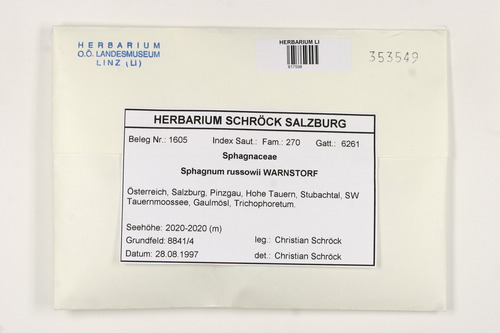 HERBARIUM
O.Ö. LANDESMUSEUM
LINZ (LI)
HERBARIUM LI
353549
HERBARIUM SCHRÖCK SALZBURG
Beleg Nr.: 1605 Index Saut.: Fam.: 270 Gatt.: 6261
Sphagnaceae
Sphagnum russowii WARNSTORF
Österreich, Salzburg, Pinzgau, Hohe Tauern, Stubachtal, SW
Tauernmoossee, Gaulmösl, Trichophoretum.
Seehöhe: 2020-2020 (m)
Grundfeld: 8841/4 leg.: Christian Schröck
Datum: 28.08.1997 det.: Christian Schröck